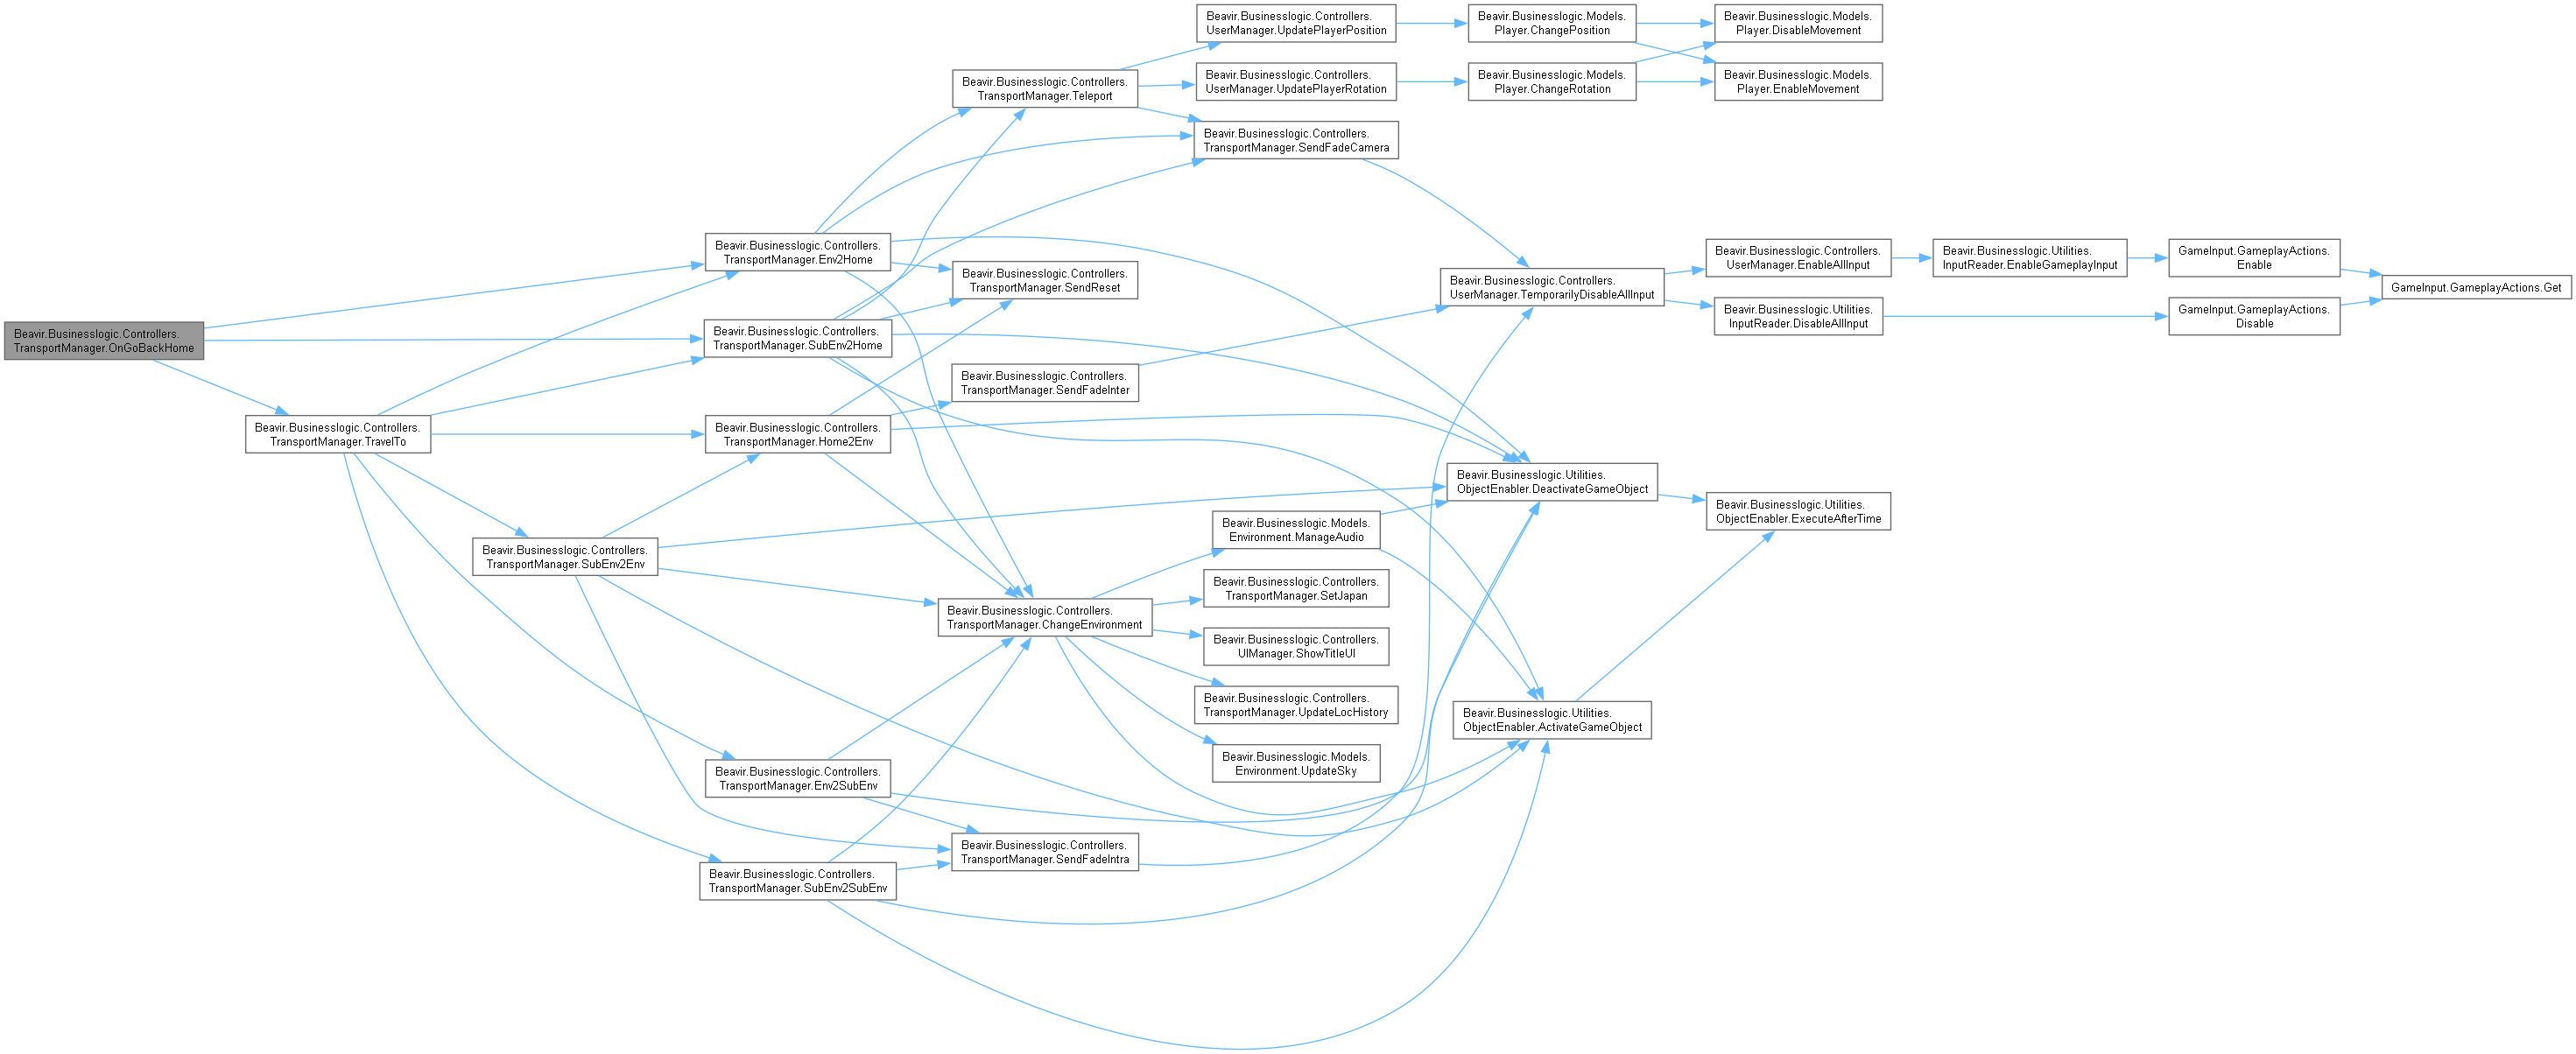 Beavir.Businesslogic.Controllers.
TransportManager.OnGoBackHome
Beavir.Businesslogic.Controllers.
TransportManager.TravelTo
Beavir.Businesslogic.Controllers.
TransportManager.SubEnv2Env
Beavir.Businesslogic.Controllers.
TransportManager.Env2Home
Beavir.Businesslogic.Controllers.
TransportManager.SubEnv2Home
Beavir.Businesslogic.Controllers.
TransportManager.Home2Env
Beavir.Businesslogic.Controllers.
TransportManager.Env2SubEnv
Beavir.Businesslogic.Controllers.
TransportManager.SubEnv2SubEnv
Beavir.Businesslogic.Controllers.
TransportManager.Teleport
Beavir.Businesslogic.Controllers.
TransportManager.SendReset
Beavir.Businesslogic.Controllers.
TransportManager.SendFadeInter
Beavir.Businesslogic.Controllers.
TransportManager.ChangeEnvironment
Beavir.Businesslogic.Controllers.
TransportManager.SendFadeIntra
Beavir.Businesslogic.Controllers.
UserManager.UpdatePlayerPosition
Beavir.Businesslogic.Controllers.
UserManager.UpdatePlayerRotation
Beavir.Businesslogic.Controllers.
TransportManager.SendFadeCamera
Beavir.Businesslogic.Models.
Environment.ManageAudio
Beavir.Businesslogic.Controllers.
TransportManager.SetJapan
Beavir.Businesslogic.Controllers.
UIManager.ShowTitleUI
Beavir.Businesslogic.Controllers.
TransportManager.UpdateLocHistory
Beavir.Businesslogic.Models.
Environment.UpdateSky
Beavir.Businesslogic.Models.
Player.ChangePosition
Beavir.Businesslogic.Models.
Player.ChangeRotation
Beavir.Businesslogic.Controllers.
UserManager.TemporarilyDisableAllInput
Beavir.Businesslogic.Utilities.
ObjectEnabler.DeactivateGameObject
Beavir.Businesslogic.Utilities.
ObjectEnabler.ActivateGameObject
Beavir.Businesslogic.Models.
Player.DisableMovement
Beavir.Businesslogic.Models.
Player.EnableMovement
Beavir.Businesslogic.Controllers.
UserManager.EnableAllInput
Beavir.Businesslogic.Utilities.
InputReader.DisableAllInput
Beavir.Businesslogic.Utilities.
ObjectEnabler.ExecuteAfterTime
Beavir.Businesslogic.Utilities.
InputReader.EnableGameplayInput
GameInput.GameplayActions.
Enable
GameInput.GameplayActions.
Disable
GameInput.GameplayActions.Get